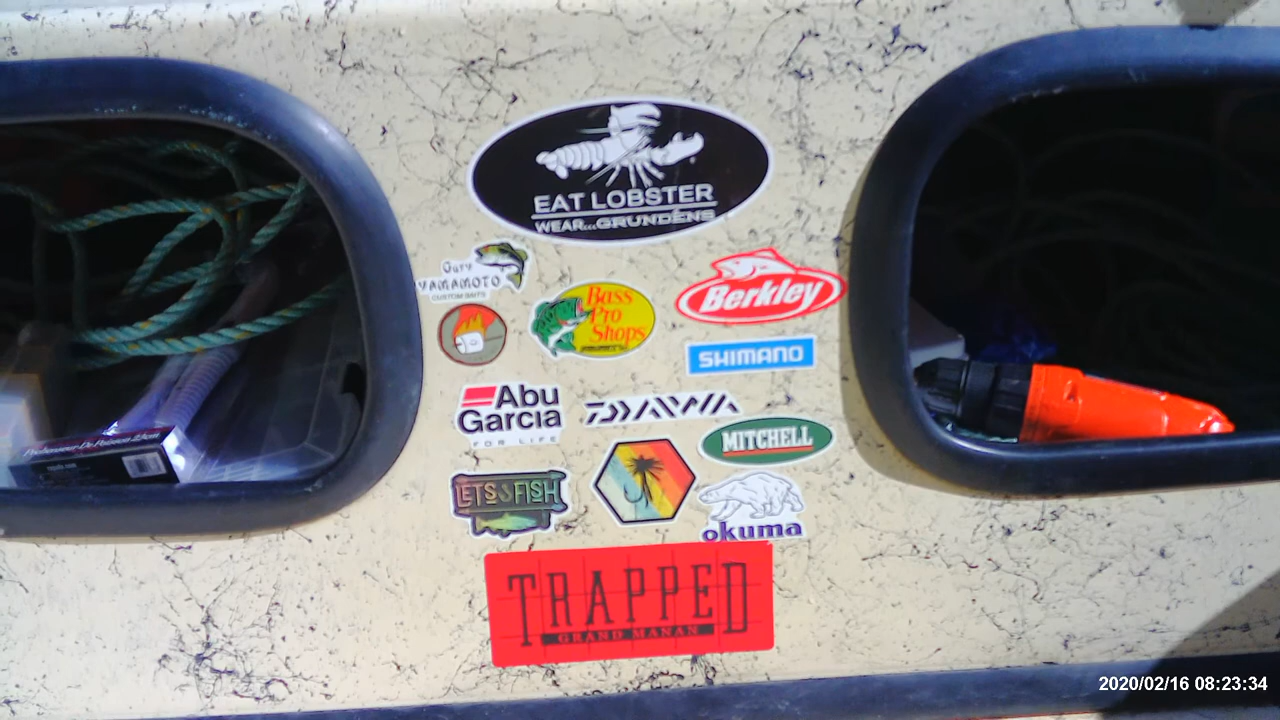 EAT LOBSTER
WEAR...GRUNDÉNS
Gary
YAMAMOTO
CUSTOM BAITS
Bass
Pro
Shops
Berkley
SHIMANO
Abu
Garcia
FOR LIFE
DAIWA
MITCHELL
LETS FISH
okuma
TRAPPED
GRAND MANAN
2020/02/16 08:23:34